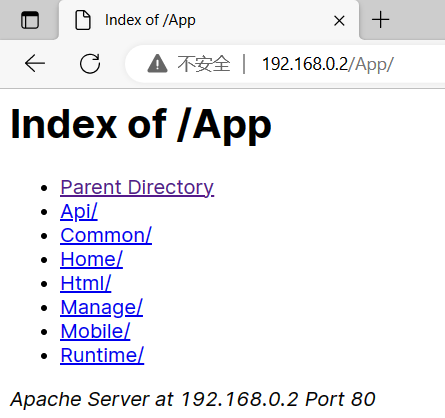 Index of /App
不安全 | 192.168.0.2/App/
Index of /App
Parent Directory
Api/
Common/
Home/
Html/
Manage/
Mobile/
Runtime/
Apache Server at 192.168.0.2 Port 80